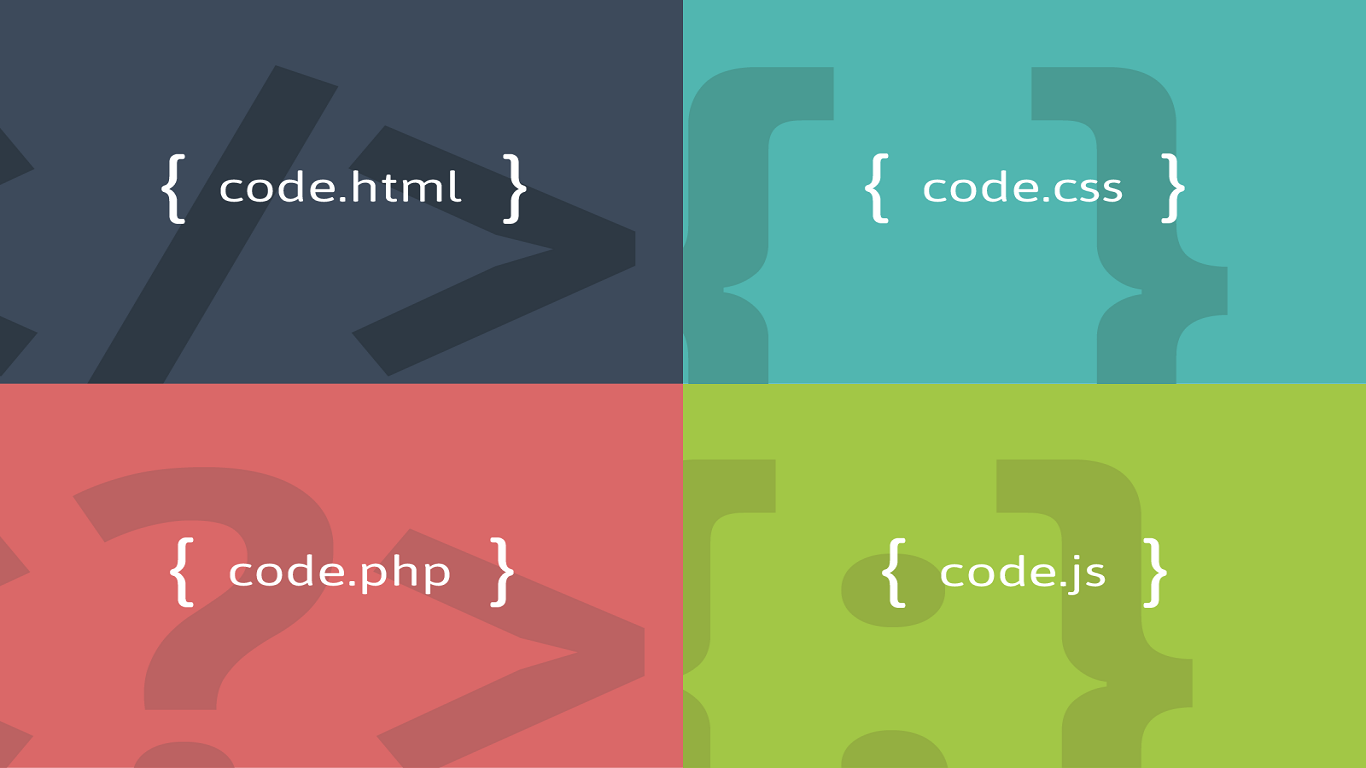 { code.html }
{ code.css }
{ code.php }
{ code.js }